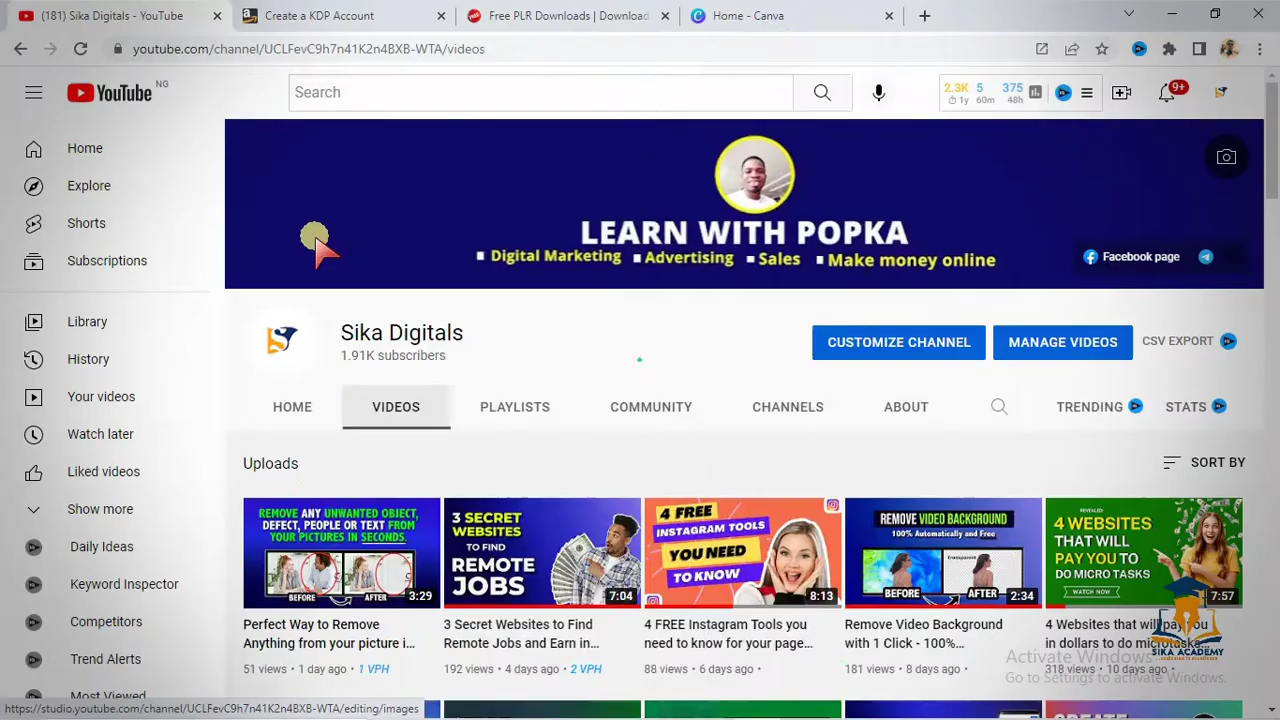 (181) Sika Digitals - YouTube
Create a KDP Account
Free PLR Downloads | Download
Home - Canva
youtube.com/channel/UCLFevC9h7n41K2n4BXB-WTA/videos
YouTube NG
Search
2.3K 5 375
1y 60m 48h
9+
Home
Explore
Shorts
Subscriptions
Library
History
Your videos
Watch later
Liked videos
Show more
Daily Ideas
Keyword Inspector
Competitors
Trend Alerts
Most Viewed
LEARN WITH POPKA
Digital Marketing Advertising Sales Make money online
Facebook page
Sika Digitals
1.91K subscribers
CUSTOMIZE CHANNEL
MANAGE VIDEOS
CSV EXPORT
HOME
VIDEOS
PLAYLISTS
COMMUNITY
CHANNELS
ABOUT
TRENDING
STATS
Uploads
SORT BY
REMOVE ANY UNWANTED OBJECT,
DEFECT, PEOPLE OR TEXT FROM
YOUR PICTURES IN SECONDS.
BEFORE AFTER
3:29
Perfect Way to Remove
Anything from your picture i...
51 views • 1 day ago • 1 VPH
3 SECRET
WEBSITES
TO FIND
REMOTE
JOBS
7:04
3 Secret Websites to Find
Remote Jobs and Earn in...
192 views • 4 days ago • 2 VPH
4 FREE
INSTAGRAM TOOLS
YOU NEED
TO KNOW
8:13
4 FREE Instagram Tools you
need to know for your page...
88 views • 6 days ago •
REMOVE VIDEO BACKGROUND
100% Automatically and Free
Transparent
BEFORE AFTER
2:34
Remove Video Background
with 1 Click - 100%...
181 views • 8 days ago •
REVEALED:
4 WEBSITES
THAT WILL
PAY YOU TO
DO MICRO TASKS
WATCH NOW
7:57
4 Websites that will pay you
in dollars to do microtasks...
318 views • 10 days ago •
SIKA ACADEMY
Activate Windows
Go to Settings to activate Windows.
https://studio.youtube.com/channel/UCLFevC9h7n41K2n4BXB-WTA/editing/images